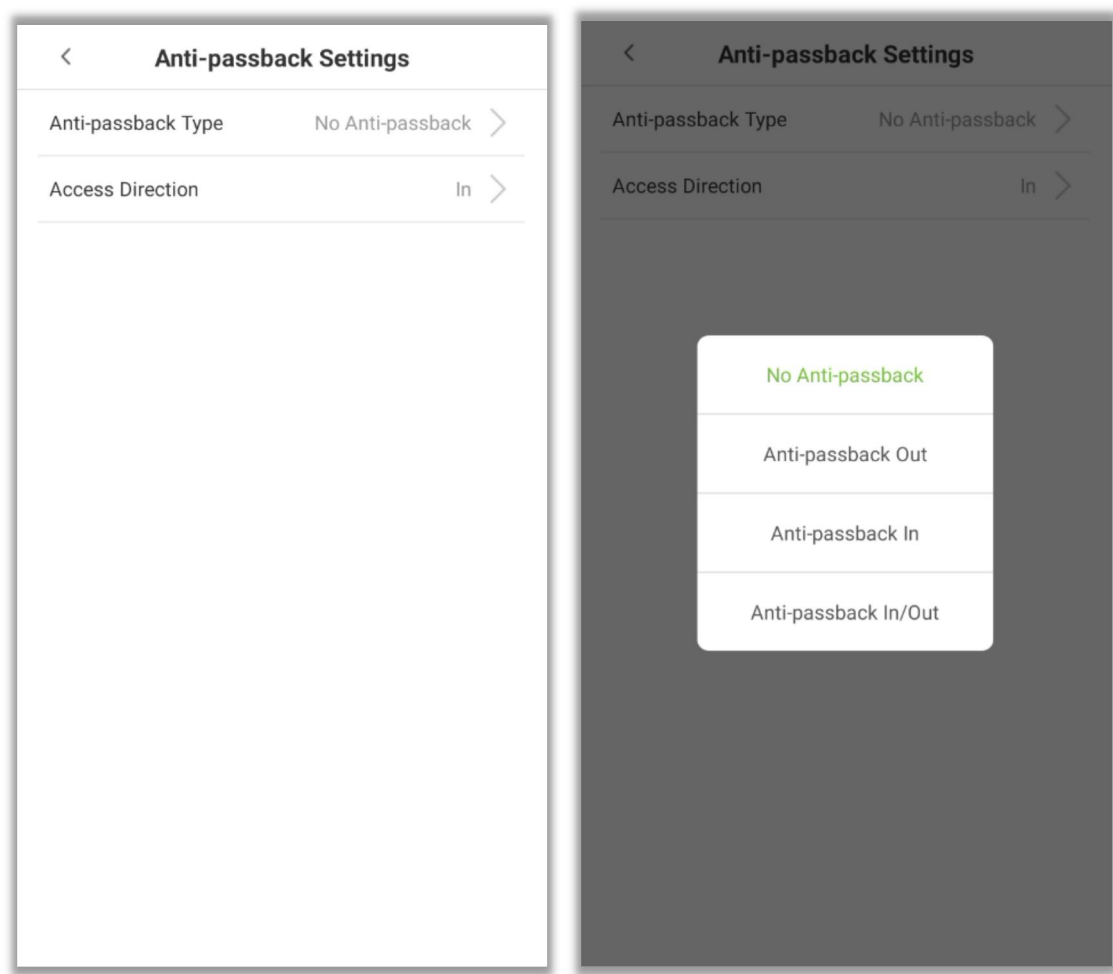 Anti-passback Settings
Anti-passback Type No Anti-passback
Access Direction In
Anti-passback Settings
Anti-passback Type No Anti-passback
Access Direction In
No Anti-passback
Anti-passback Out
Anti-passback In
Anti-passback In/Out